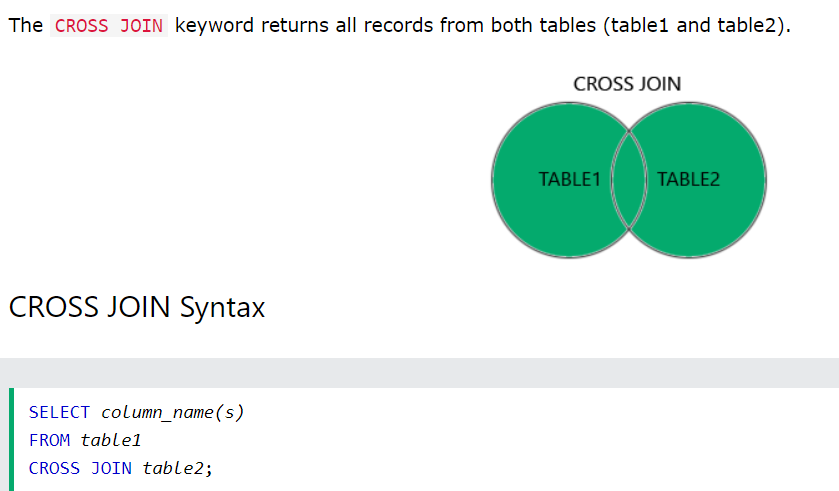 The CROSS JOIN keyword returns all records from both tables (table1 and table2).
CROSS JOIN
TABLE1 TABLE2
CROSS JOIN Syntax
SELECT column_name(s)
FROM table1
CROSS JOIN table2;